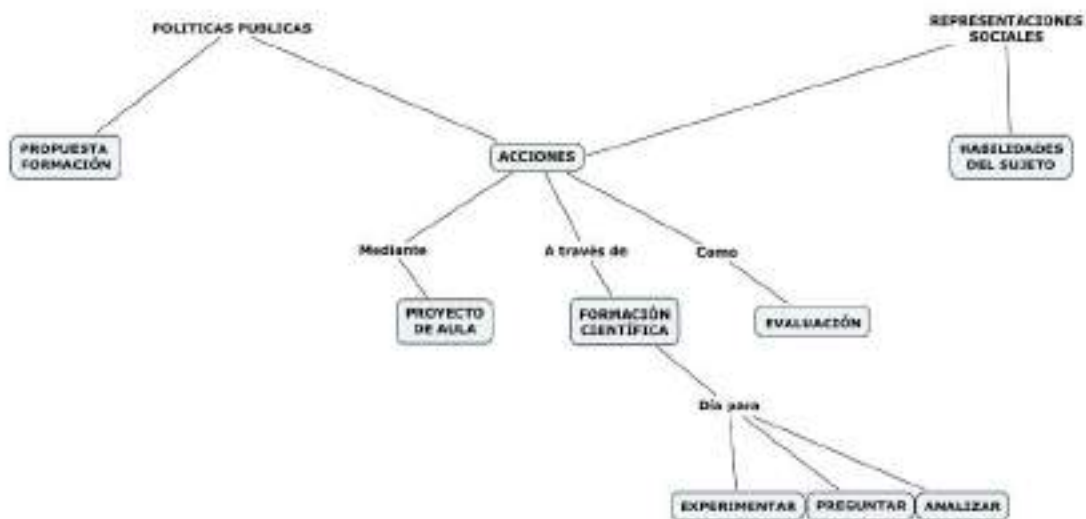 POLITICAS PUBLICAS
REPRESENTACIONES
SOCIALES
PROPUESTA
FORMACIÓN
ACCIONES
HABILIDADES
DEL SUJETO
Mediante
A través de
Como
PROYECTO
DE AULA
FORMACIÓN
CIENTÍFICA
EVALUACIÓN
Día para
EXPERIMENTAR
PREGUNTAR
ANALIZAR